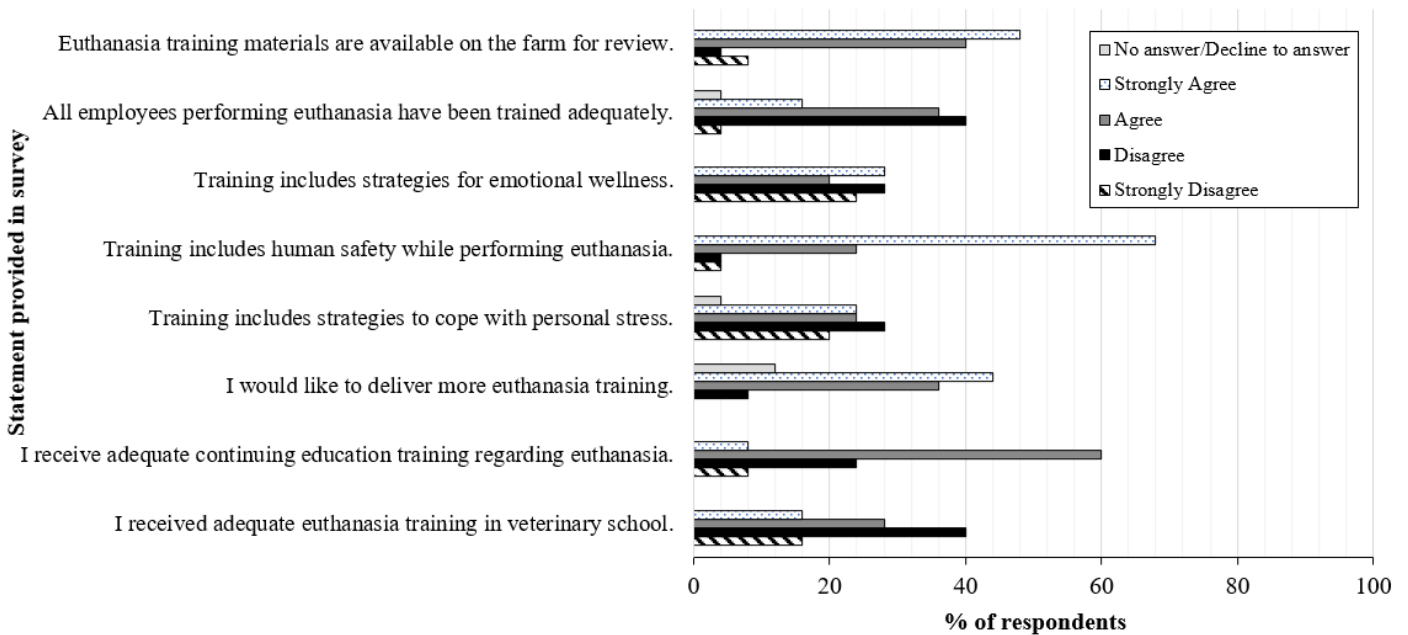 Statement provided in survey
Euthanasia training materials are available on the farm for review.
All employees performing euthanasia have been trained adequately.
Training includes strategies for emotional wellness.
Training includes human safety while performing euthanasia.
Training includes strategies to cope with personal stress.
I would like to deliver more euthanasia training.
I receive adequate continuing education training regarding euthanasia.
I received adequate euthanasia training in veterinary school.
No answer/Decline to answer
Strongly Agree
Agree
Disagree
Strongly Disagree
0 20 40 60 80 100
% of respondents